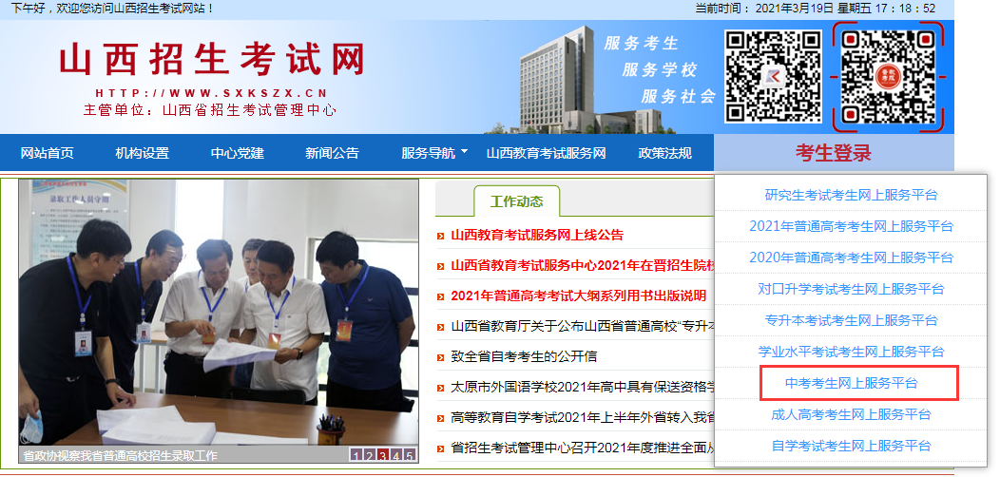 下午好，欢迎您访问山西招生考试网站！
当前时间： 2021年3月19日 星期五 17：18：52
山西招生考试网
HTTP://WWW.SXKSZX.CN
主管单位：山西省招生考试管理中心
服务考生
服务学校
服务社会
网站首页 机构设置 中心党建 新闻公告 服务导航 山西教育考试服务网 政策法规 考生登录
录取工作人员守则
省政协视察我省普通高校招生录取工作
1 2 3 4 5
工作动态
山西教育考试服务网上线公告
山西省教育考试服务中心2021年在晋招生院校
2021年普通高考考试大纲系列用书出版说明
山西省教育厅关于公布山西省普通高校“专升本
致全省自考考生的公开信
太原市外国语学校2021年高中具有保送资格学
高等教育自学考试2021年上半年外省转入我省
省招生考试管理中心召开2021年度推进全面从
研究生考试考生网上服务平台
2021年普通高考考生网上服务平台
2020年普通高考考生网上服务平台
对口升学考试考生网上服务平台
专升本考试考生网上服务平台
学业水平考试考生网上服务平台
中考考生网上服务平台
成人高考考生网上服务平台
自学考试考生网上服务平台